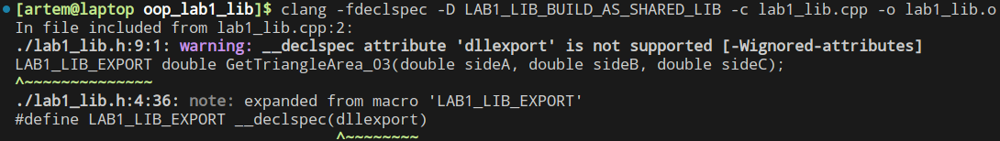 [artem@laptop oop_lab1_lib]$ clang -fdeclspec -D LAB1_LIB_BUILD_AS_SHARED_LIB -c lab1_lib.cpp -o lab1_lib.o
In file included from lab1_lib.cpp:2:
./lab1_lib.h:9:1: warning: __declspec attribute 'dllexport' is not supported [-Wignored-attributes]
LAB1_LIB_EXPORT double GetTriangleArea_03(double sideA, double sideB, double sideC);
^~~~~~~~~~~~~~~
./lab1_lib.h:4:36: note: expanded from macro 'LAB1_LIB_EXPORT'
#define LAB1_LIB_EXPORT __declspec(dllexport)
                                   ^~~~~~~~~